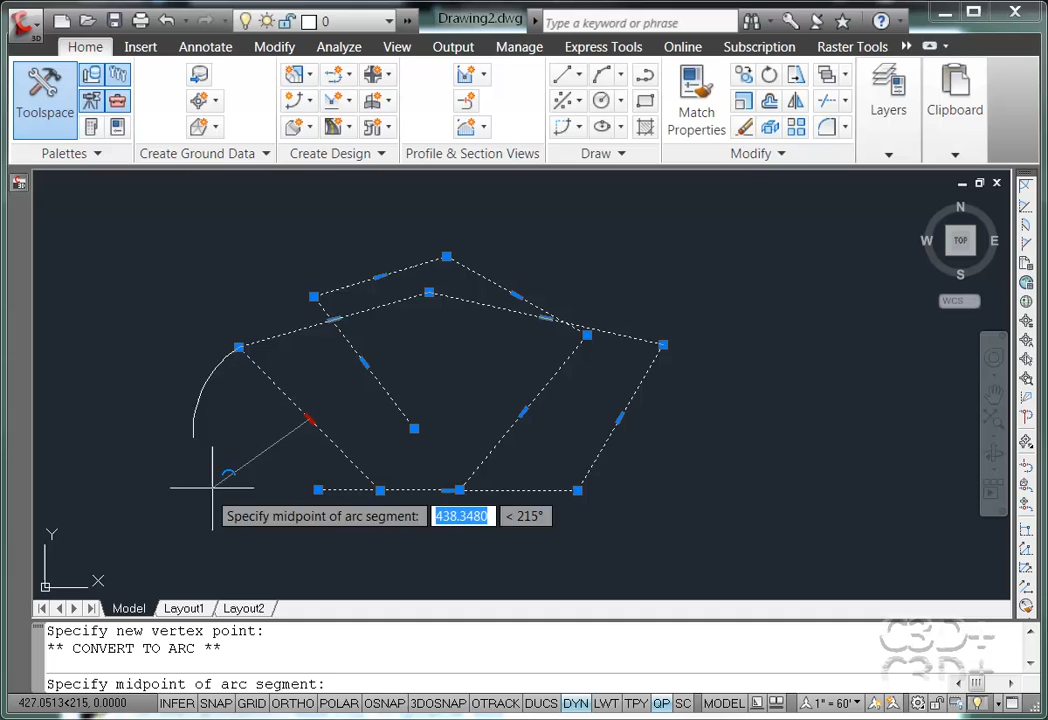 0
Drawing2.dwg
Type a keyword or phrase
3D
Home
Insert
Annotate
Modify
Analyze
View
Output
Manage
Express Tools
Online
Subscription
Raster Tools
Toolspace
Match
Properties
Layers
Clipboard
Palettes
Create Ground Data
Create Design
Profile & Section Views
Draw
Modify
N
W
TOP
E
S
WCS
Specify midpoint of arc segment:
438.3480
< 215°
Y
X
Model
Layout1
Layout2
Specify new vertex point:
** CONVERT TO ARC **
Specify midpoint of arc segment:
C3D+
427.0513<215, 0.0000
INFER
SNAP
GRID
ORTHO
POLAR
OSNAP
3DOSNAP
OTRACK
DUCS
DYN
LWT
TPY
QP
SC
MODEL
1" = 60'